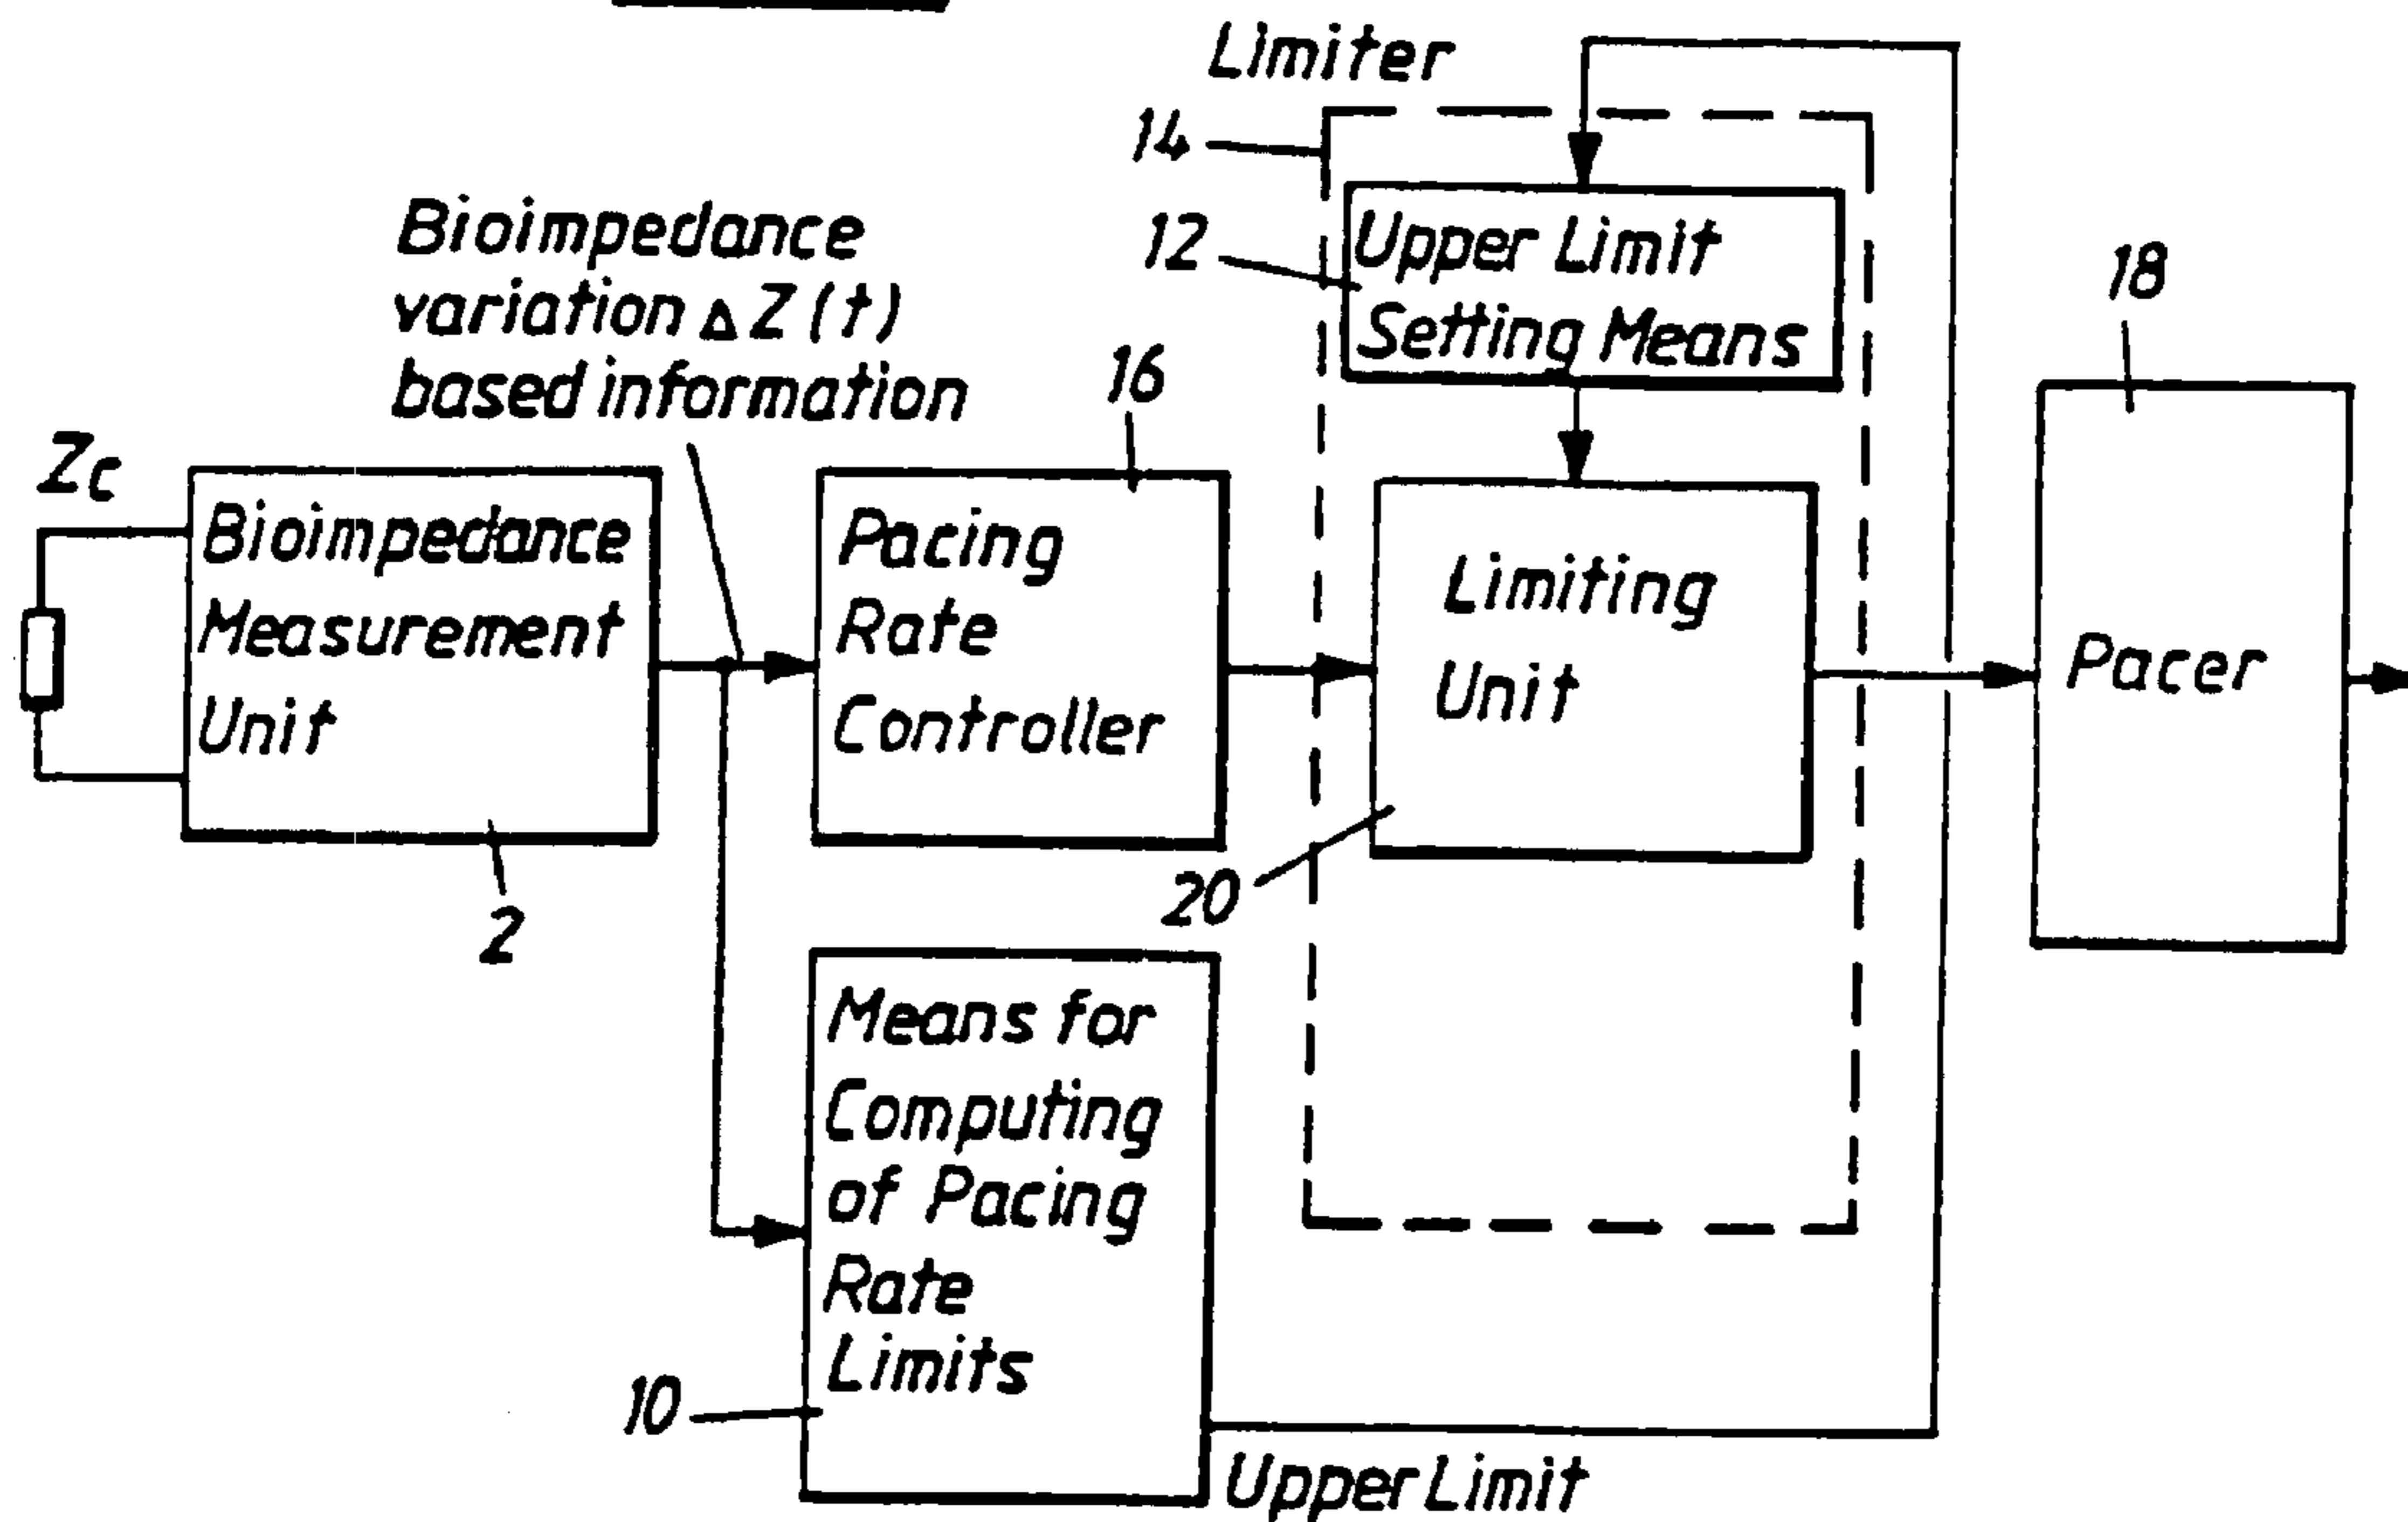 Limiter
14
Bioimpedance
variation Δ Z (t)
based information
12
Upper Limit
Setting Means
18
16
Zc
Bioimpedance
Measurement
Unit
2
Pacing
Rate
Controller
Limiting
Unit
20
Pacer
Means for
Computing
of Pacing
Rate
Limits
10
Upper Limit